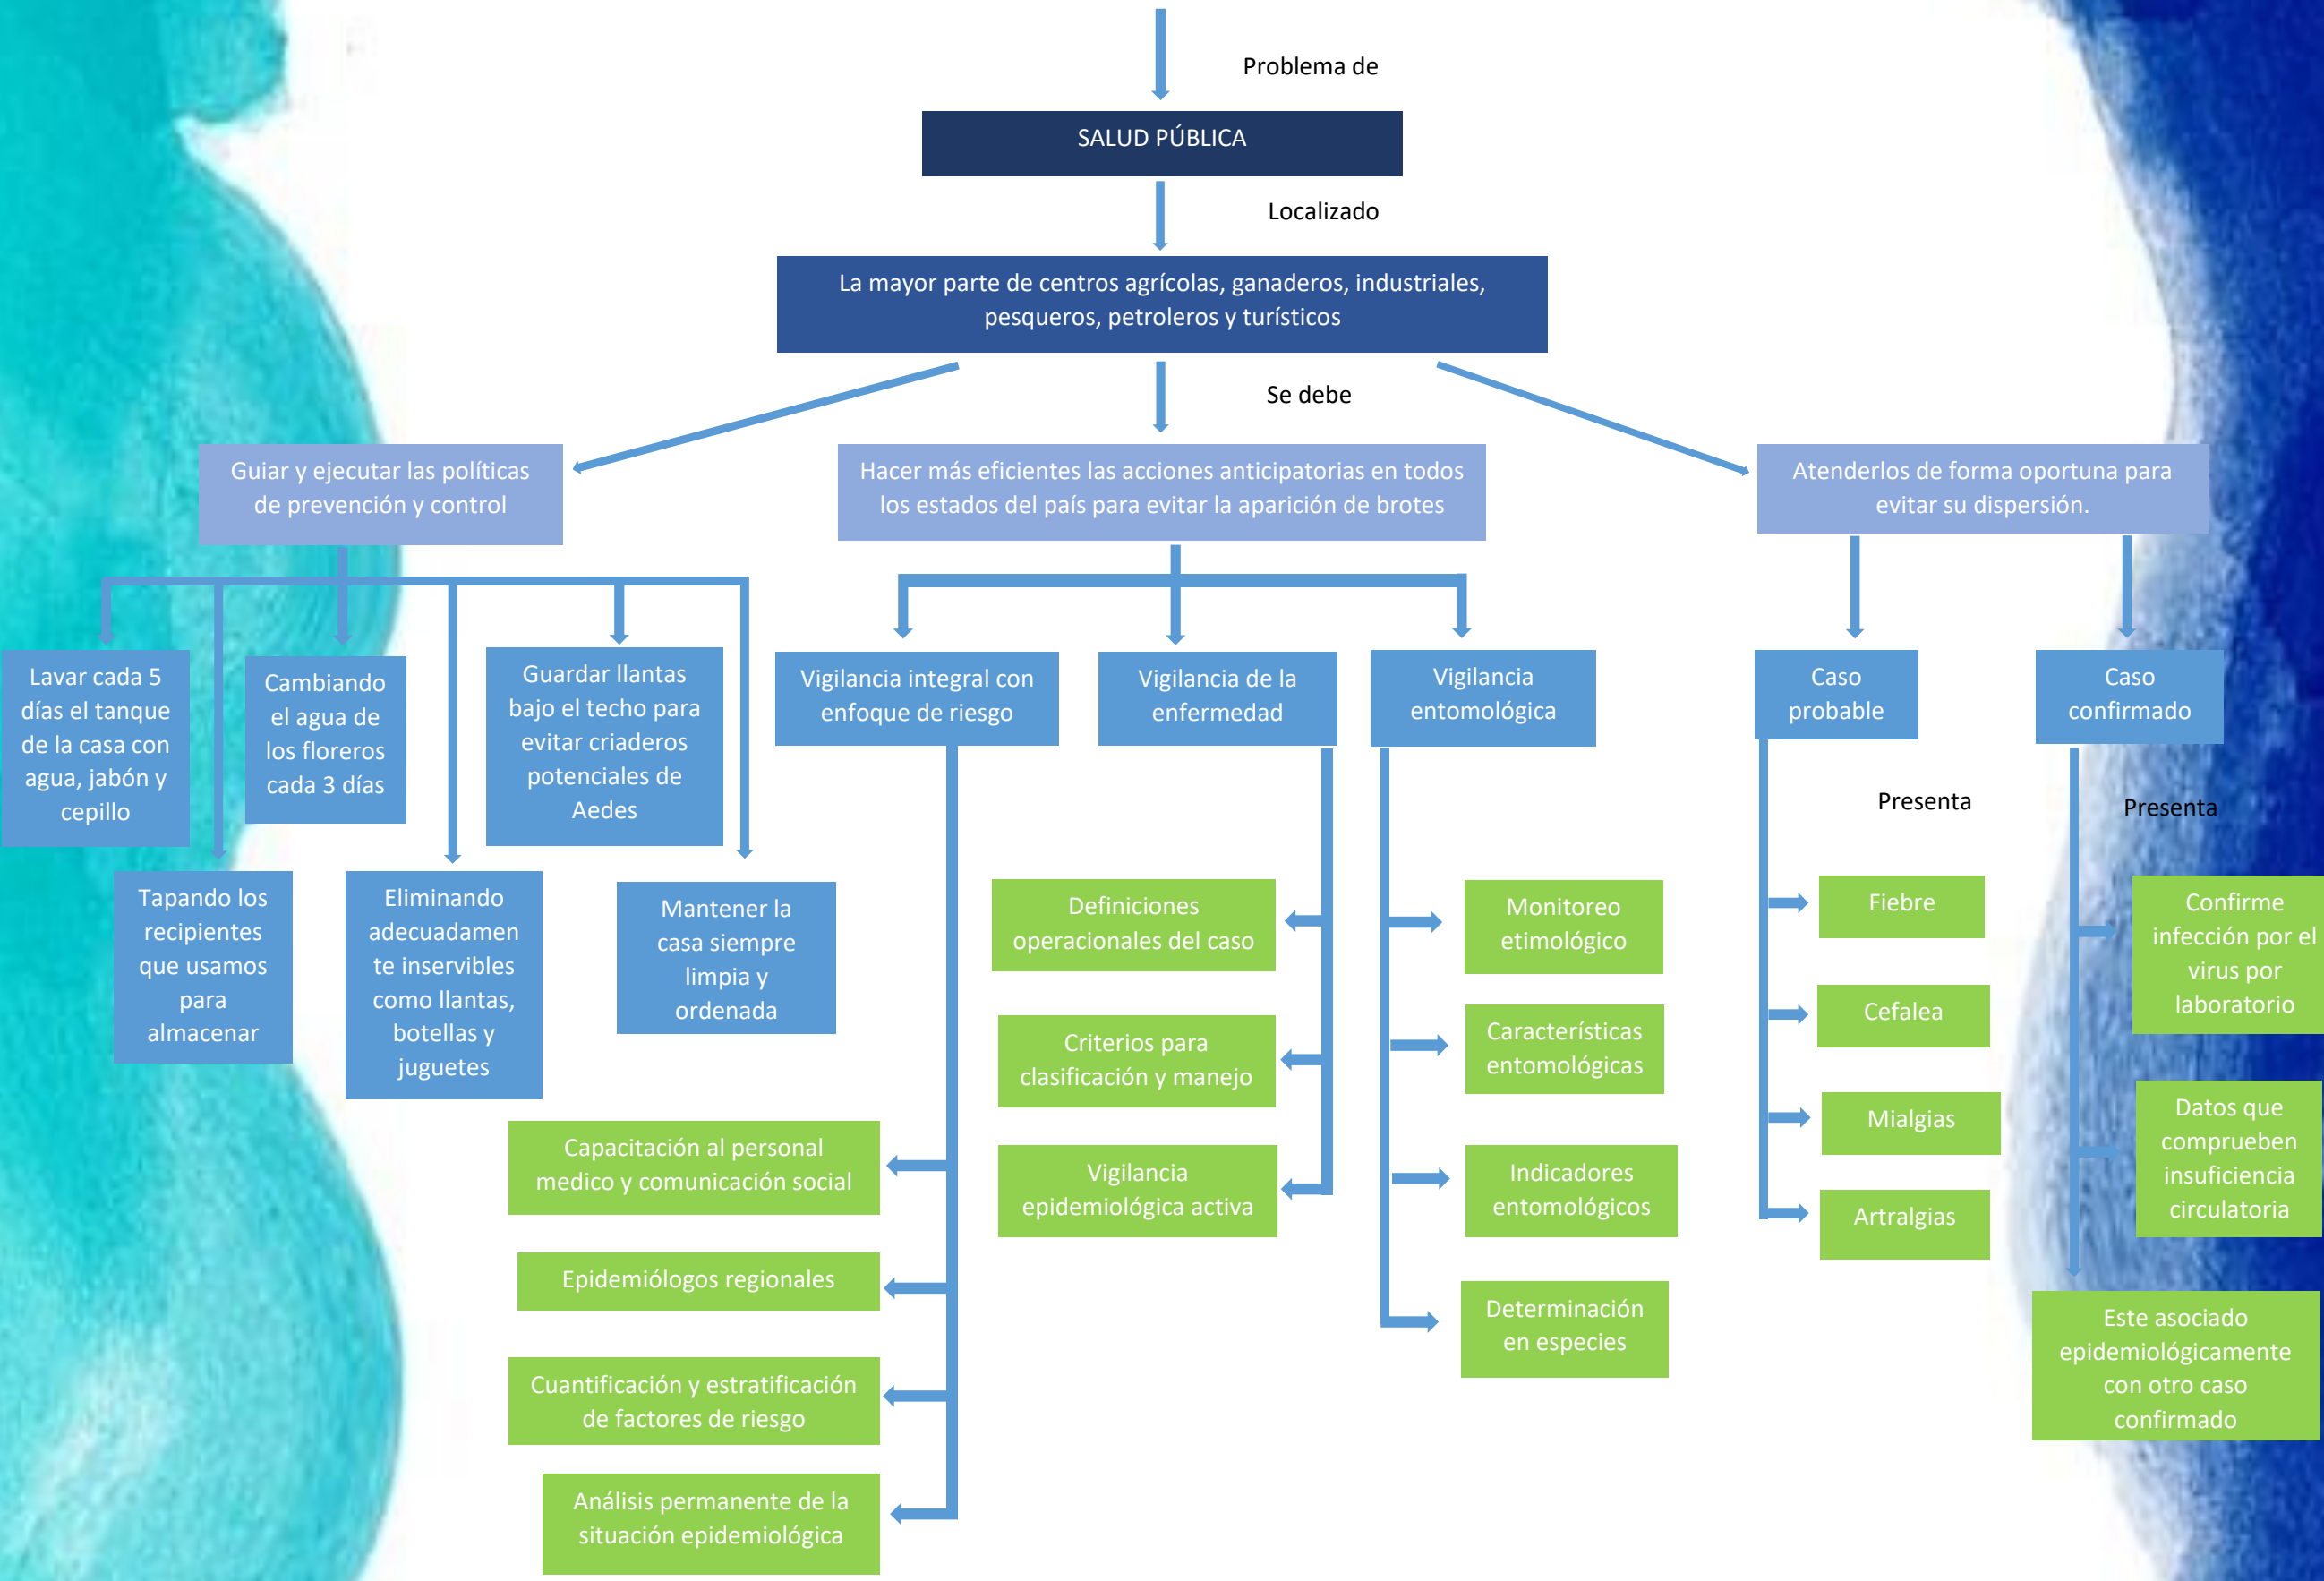 Problema de
SALUD PÚBLICA
Localizado
La mayor parte de centros agrícolas, ganaderos, industriales,
pesqueros, petroleros y turísticos
Se debe
Guiar y ejecutar las políticas
de prevención y control
Hacer más eficientes las acciones anticipatorias en todos
los estados del país para evitar la aparición de brotes
Atenderlos de forma oportuna para
evitar su dispersión.
Lavar cada 5
días el tanque
de la casa con
agua, jabón y
cepillo
Cambiando
el agua de
los floreros
cada 3 días
Guardar llantas
bajo el techo para
evitar criaderos
potenciales de
Aedes
Tapando los
recipientes
que usamos
para
almacenar
Eliminando
adecuadamen
te inservibles
como llantas,
botellas y
juguetes
Mantener la
casa siempre
limpia y
ordenada
Vigilancia integral con
enfoque de riesgo
Vigilancia de la
enfermedad
Vigilancia
entomológica
Caso
probable
Caso
confirmado
Presenta
Presenta
Capacitación al personal
medico y comunicación social
Epidemiólogos regionales
Cuantificación y estratificación
de factores de riesgo
Análisis permanente de la
situación epidemiológica
Definiciones
operacionales del caso
Criterios para
clasificación y manejo
Vigilancia
epidemiológica activa
Monitoreo
etimológico
Características
entomológicas
Indicadores
entomológicos
Determinación
en especies
Fiebre
Cefalea
Mialgias
Artralgias
Confirme
infección por el
virus por
laboratorio
Datos que
comprueben
insuficiencia
circulatoria
Este asociado
epidemiológicamente
con otro caso
confirmado